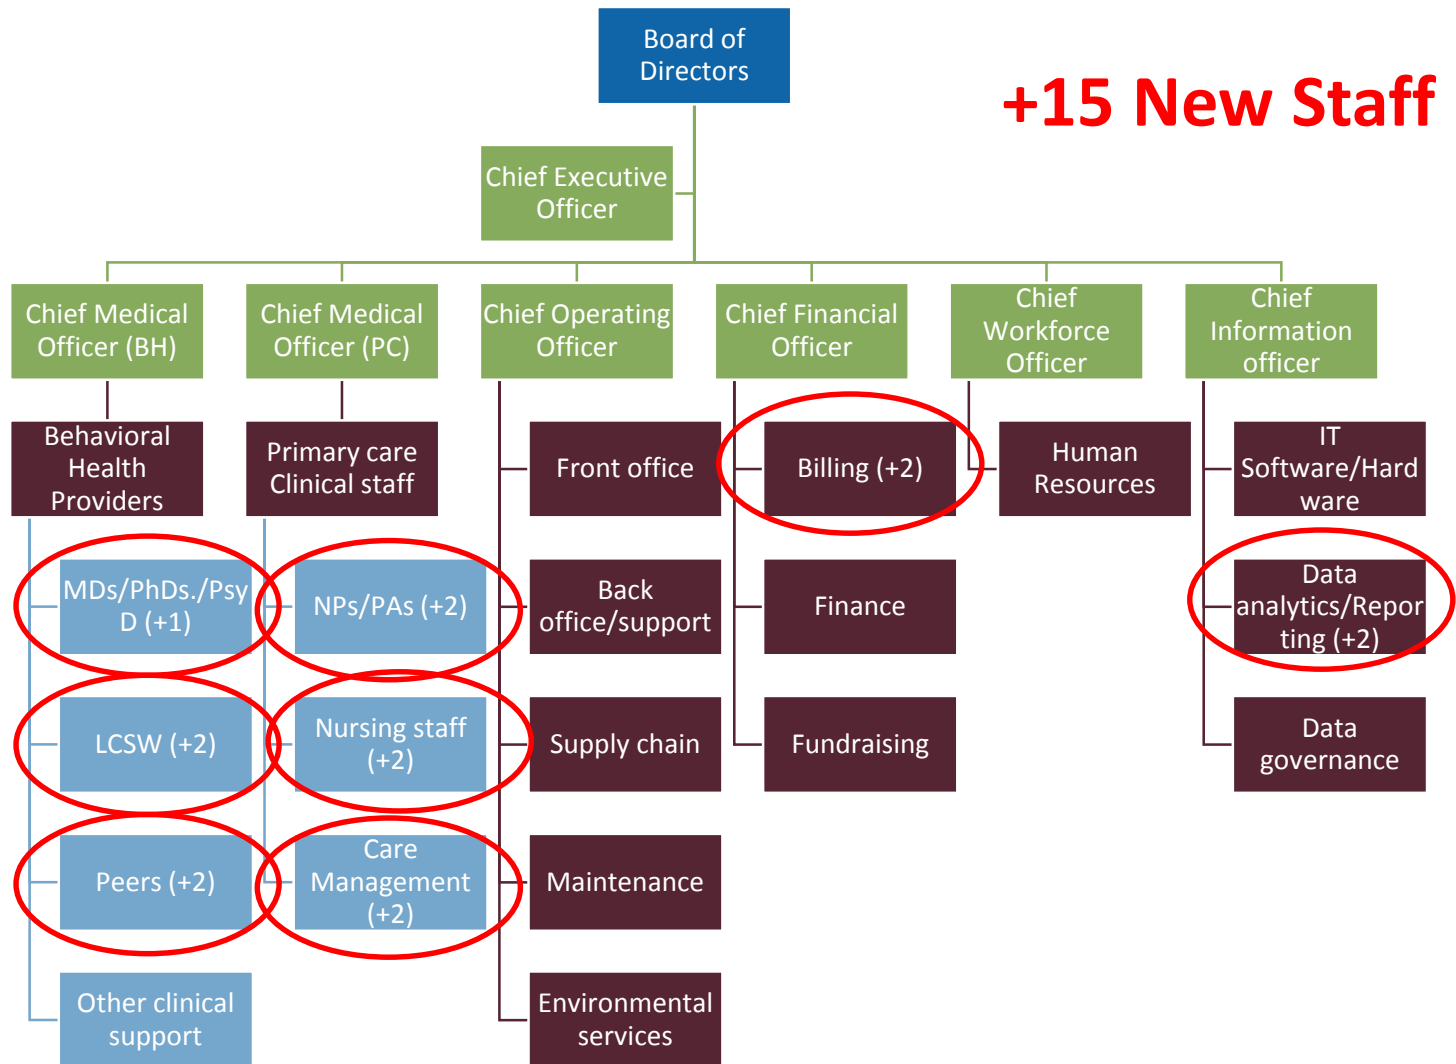 Board of
Directors
+15 New Staff
Chief Executive
Officer
Chief Medical
Officer (BH)
Chief Medical
Officer (PC)
Chief Operating
Officer
Chief Financial
Officer
Chief
Workforce
Officer
Chief
Information
officer
Behavioral
Health
Providers
Primary care
Clinical staff
Front office
Billing (+2)
Human
Resources
IT
Software/Hard
ware
MDs/PhDs./Psy
D (+1)
NPs/PAs (+2)
Back
office/support
Finance
Data
analytics/Repor
ting (+2)
LCSW (+2)
Nursing staff
(+2)
Supply chain
Fundraising
Data
governance
Peers (+2)
Care
Management
(+2)
Maintenance
Other clinical
support
Environmental
services